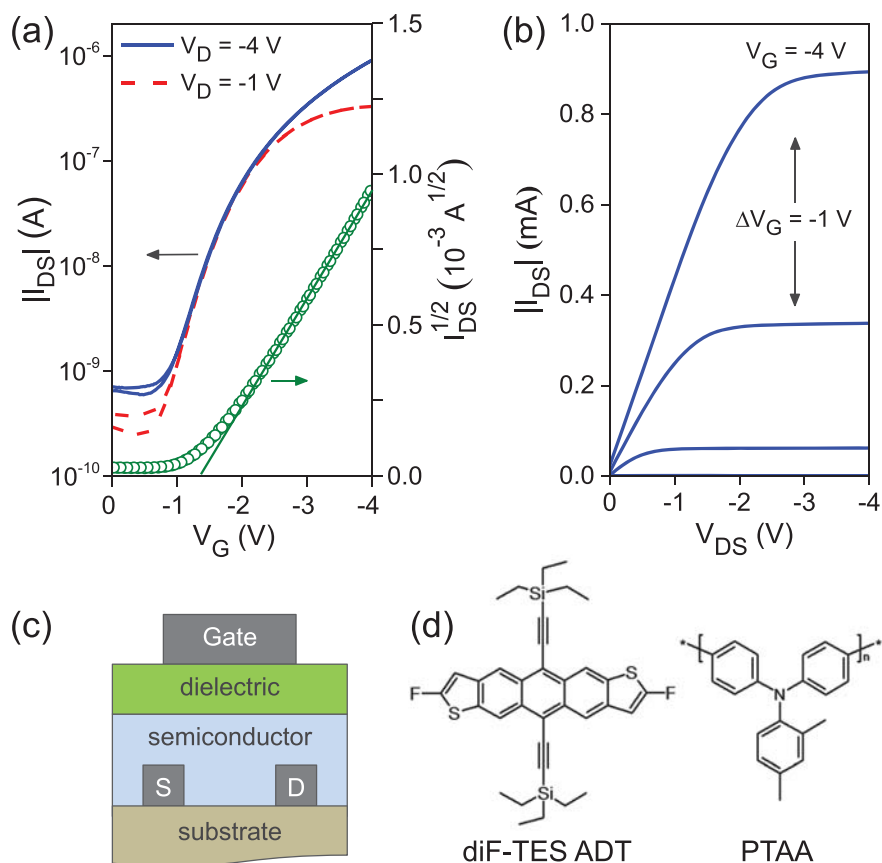 (a)
V_D = -4 V
V_D = -1 V
10^-6
10^-7
10^-8
10^-9
10^-10
||_DS| (A)
0
-1
-2
-3
-4
V_G (V)
1.5
1.0
0.5
0.0
I_DS^1/2 (10^-3 A^1/2)
(b)
V_G = -4 V
ΔV_G = -1 V
1.0
0.8
0.6
0.4
0.2
0.0
||_DS| (mA)
0
-1
-2
-3
-4
V_DS (V)
(c)
Gate
dielectric
semiconductor
S
D
substrate
(d)
Si
F
S
S
F
Si
diF-TES ADT
*
n
*
N
PTAA